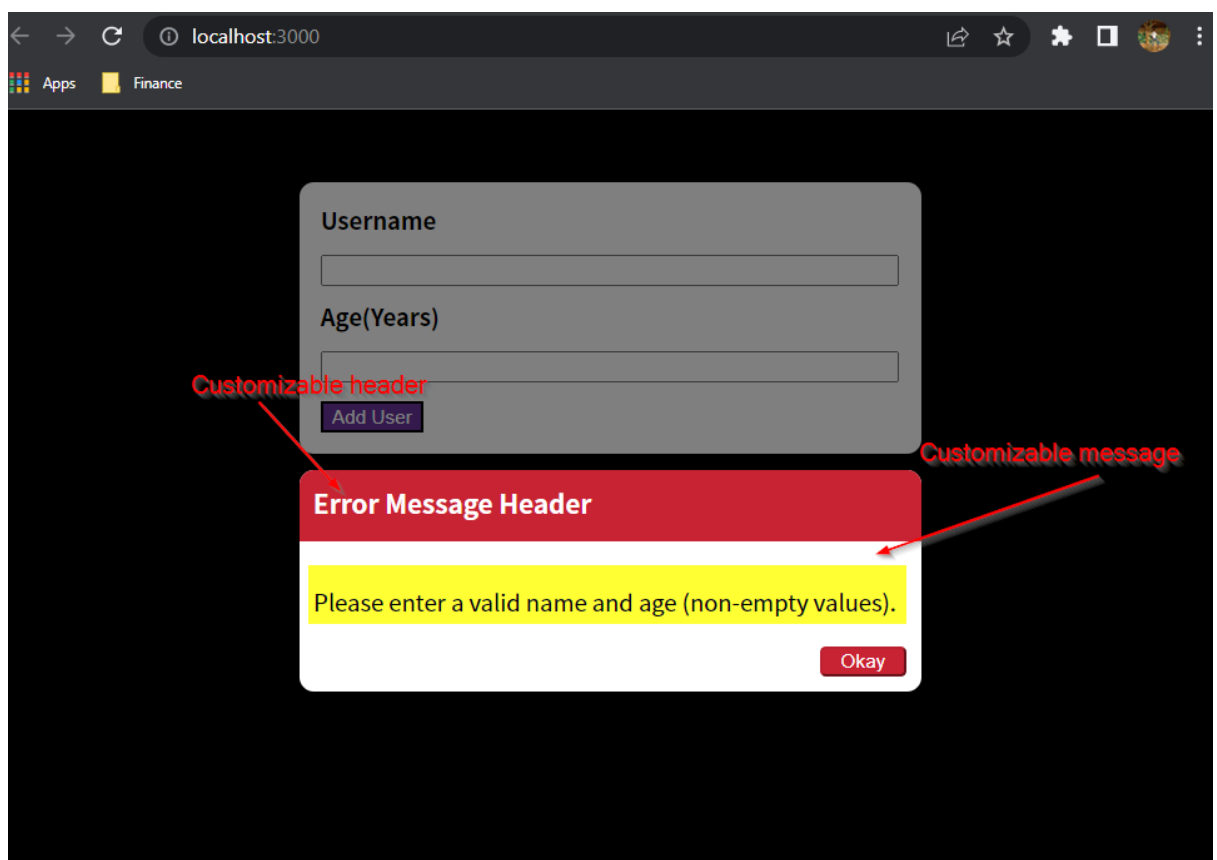 localhost:3000
Apps
Finance
Username
Age(Years)
Customizable header
Add User
Customizable message
Error Message Header
Please enter a valid name and age (non-empty values).
Okay